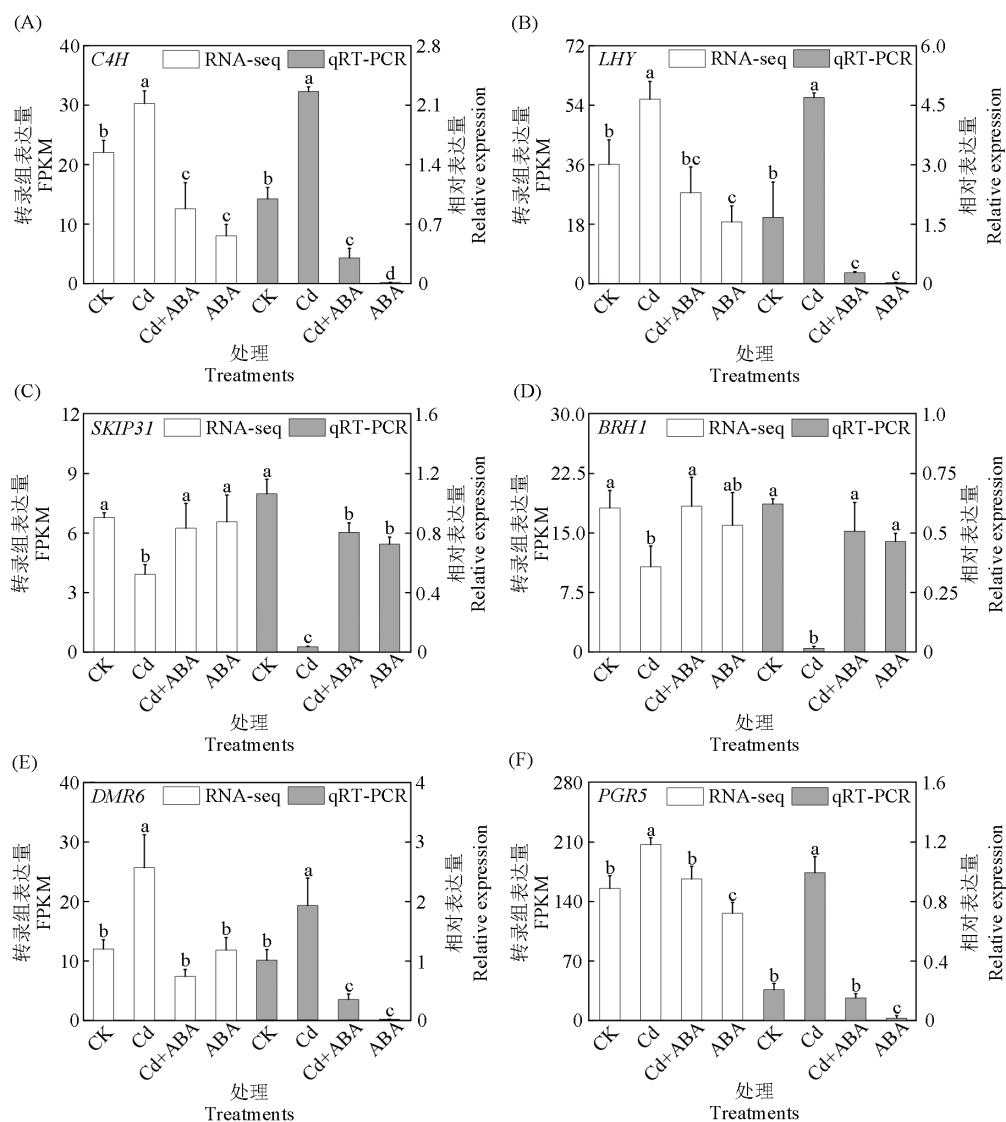 (A)
C4H
RNA-seq
qRT-PCR
40
30
20
10
0
2.8
2.1
1.4
0.7
0
b
a
c
c
b
a
c
d
转录组表达量
FPKM
相对表达量
Relative expression
CK
Cd
Cd+ABA
ABA
CK
Cd
Cd+ABA
ABA
处理
Treatments
(B)
LHY
RNA-seq
qRT-PCR
72
54
36
18
0
6.0
4.5
3.0
1.5
0
b
a
bc
c
b
a
c
c
转录组表达量
FPKM
相对表达量
Relative expression
CK
Cd
Cd+ABA
ABA
CK
Cd
Cd+ABA
ABA
处理
Treatments
(C)
SKIP31
RNA-seq
qRT-PCR
12
9
6
3
0
1.6
1.2
0.8
0.4
0
a
b
a
a
a
c
b
b
转录组表达量
FPKM
相对表达量
Relative expression
CK
Cd
Cd+ABA
ABA
CK
Cd
Cd+ABA
ABA
处理
Treatments
(D)
BRH1
RNA-seq
qRT-PCR
30.0
22.5
15.0
7.5
0
1.0
0.75
0.5
0.25
0
a
b
a
ab
a
b
a
a
转录组表达量
FPKM
相对表达量
Relative expression
CK
Cd
Cd+ABA
ABA
CK
Cd
Cd+ABA
ABA
处理
Treatments
(E)
DMR6
RNA-seq
qRT-PCR
40
30
20
10
0
4
3
2
1
0
b
a
b
b
b
a
c
c
转录组表达量
FPKM
相对表达量
Relative expression
CK
Cd
Cd+ABA
ABA
CK
Cd
Cd+ABA
ABA
处理
Treatments
(F)
PGR5
RNA-seq
qRT-PCR
280
210
140
70
0
1.6
1.2
0.8
0.4
0
b
a
b
c
b
a
b
c
转录组表达量
FPKM
相对表达量
Relative expression
CK
Cd
Cd+ABA
ABA
CK
Cd
Cd+ABA
ABA
处理
Treatments